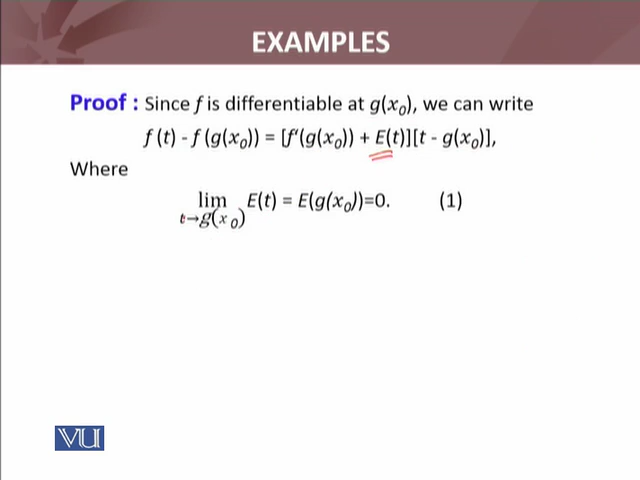 EXAMPLES
Proof : Since f is differentiable at g(x₀), we can write
f (t) - f (g(x₀)) = [f'(g(x₀)) + E(t)][t - g(x₀)],
Where
lim E(t) = E(g(x₀))=0. (1)
t→g(x ₀)
VU